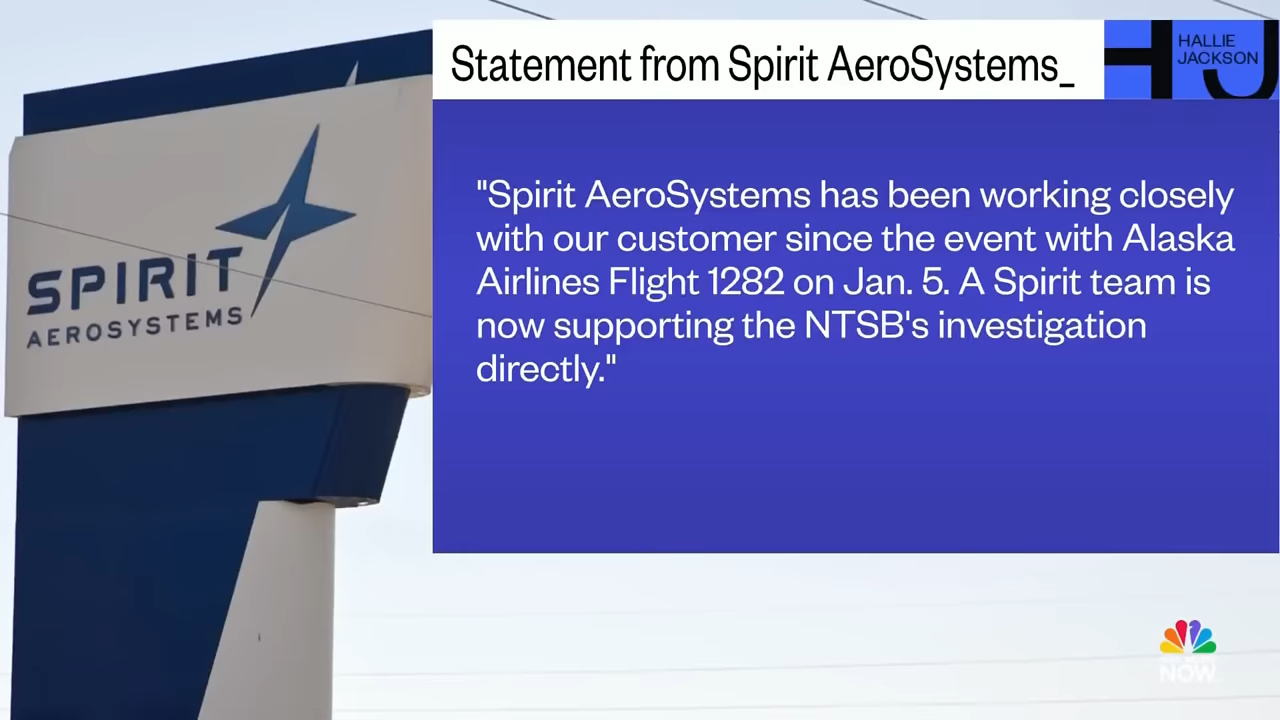 Statement from Spirit AeroSystems_
HALLIE
JACKSON
"Spirit AeroSystems has been working closely
with our customer since the event with Alaska
Airlines Flight 1282 on Jan. 5. A Spirit team is
now supporting the NTSB's investigation
directly."
SPIRIT
AEROSYSTEMS
NOW